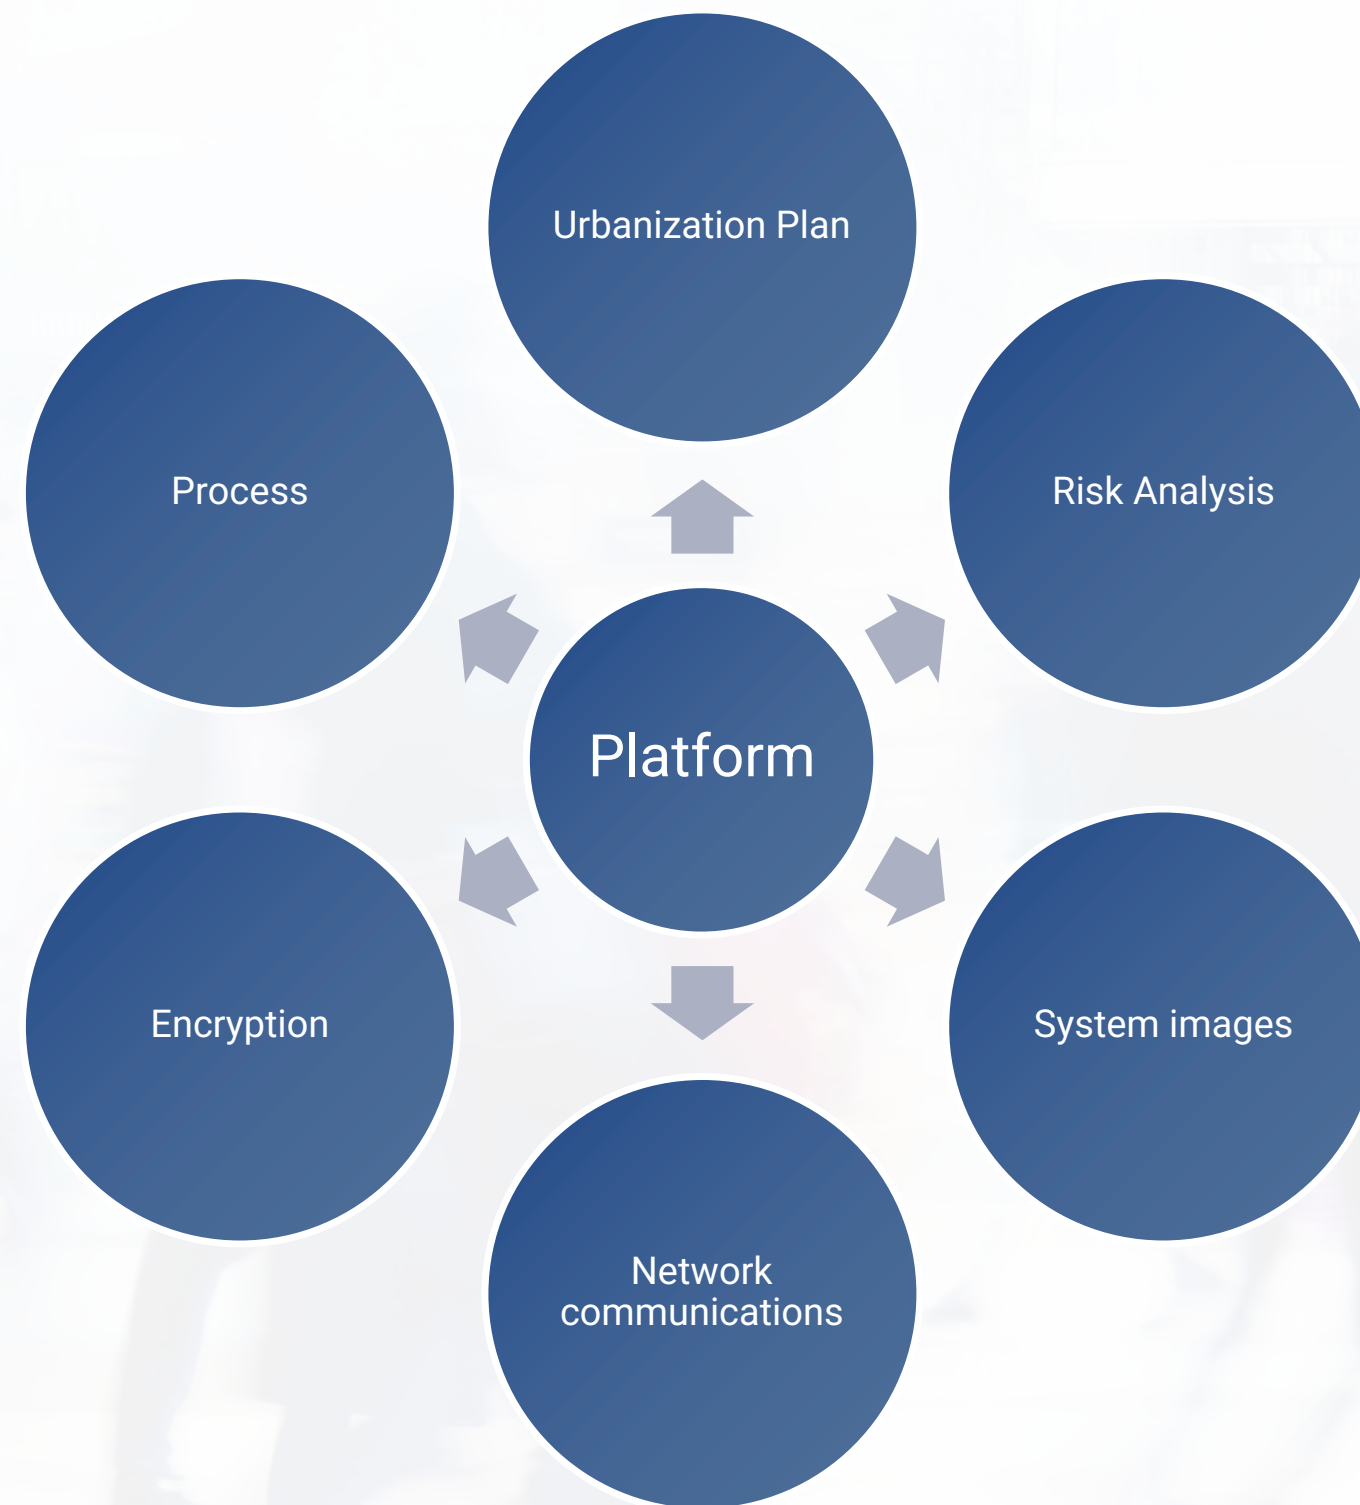 Urbanization Plan
Process
Risk Analysis
Platform
Encryption
System images
Network
communications